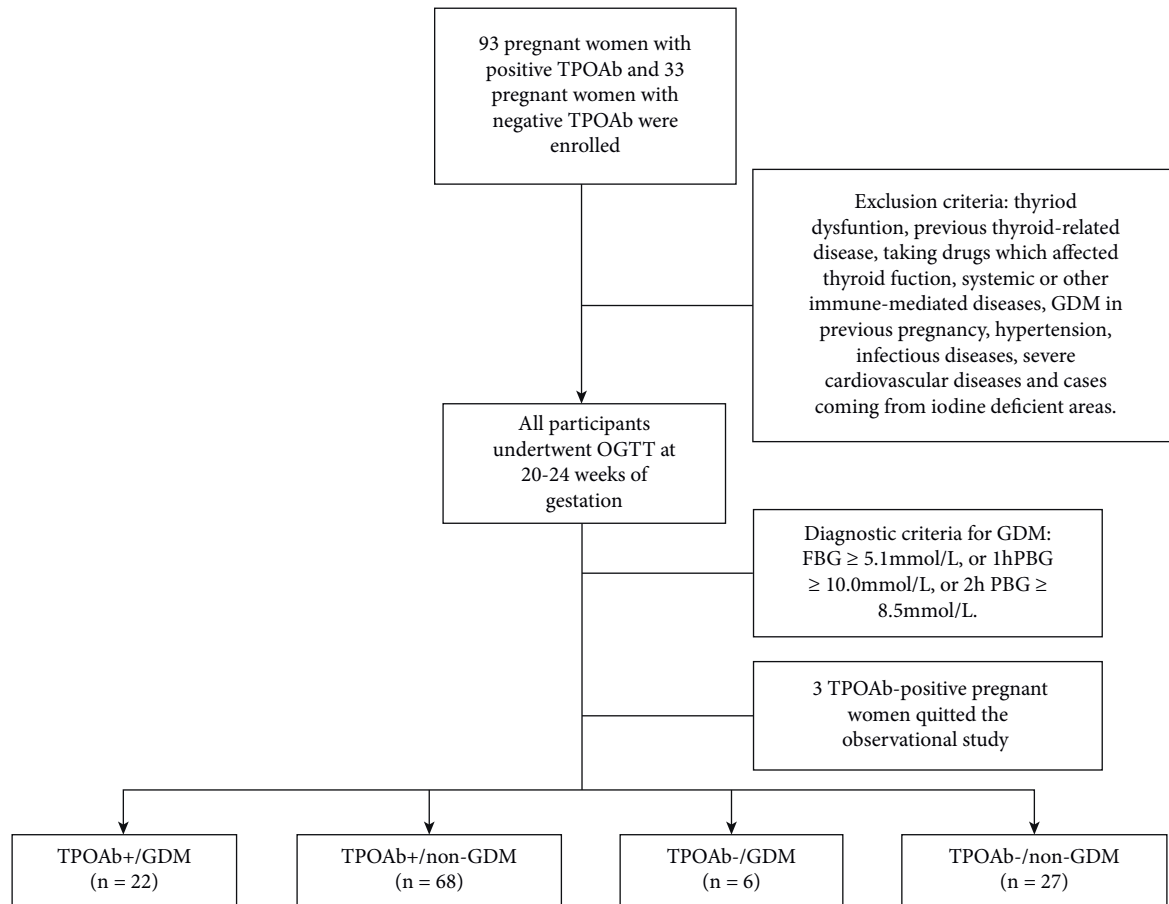 93 pregnant women with
positive TPOAb and 33
pregnant women with
negative TPOAb were
enrolled
Exclusion criteria: thyriod
dysfuntion, previous thyroid-related
disease, taking drugs which affected
thyroid fuction, systemic or other
immune-mediated diseases, GDM in
previous pregnancy, hypertension,
infectious diseases, severe
cardiovascular diseases and cases
coming from iodine deficient areas.
All participants
undertwent OGTT at
20-24 weeks of
gestation
Diagnostic criteria for GDM:
FBG ≥ 5.1mmol/L, or 1hPBG
≥ 10.0mmol/L, or 2h PBG ≥
8.5mmol/L.
3 TPOAb-positive pregnant
women quitted the
observational study
TPOAb+/GDM
(n = 22)
TPOAb+/non-GDM
(n = 68)
TPOAb-/GDM
(n = 6)
TPOAb-/non-GDM
(n = 27)